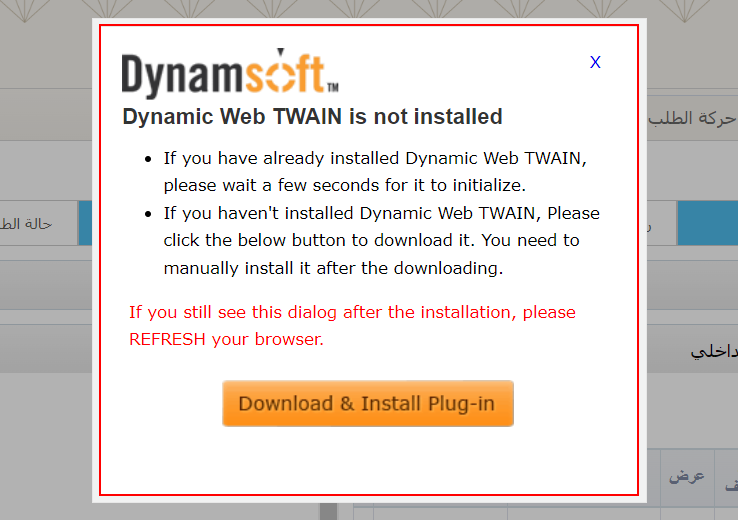 Dynamsoft™
X
Dynamic Web TWAIN is not installed
If you have already installed Dynamic Web TWAIN,
please wait a few seconds for it to initialize.
If you haven't installed Dynamic Web TWAIN, Please
click the below button to download it. You need to
manually install it after the downloading.
If you still see this dialog after the installation, please
REFRESH your browser.
Download & Install Plug-in
حركة الطلب
حالة
عرض